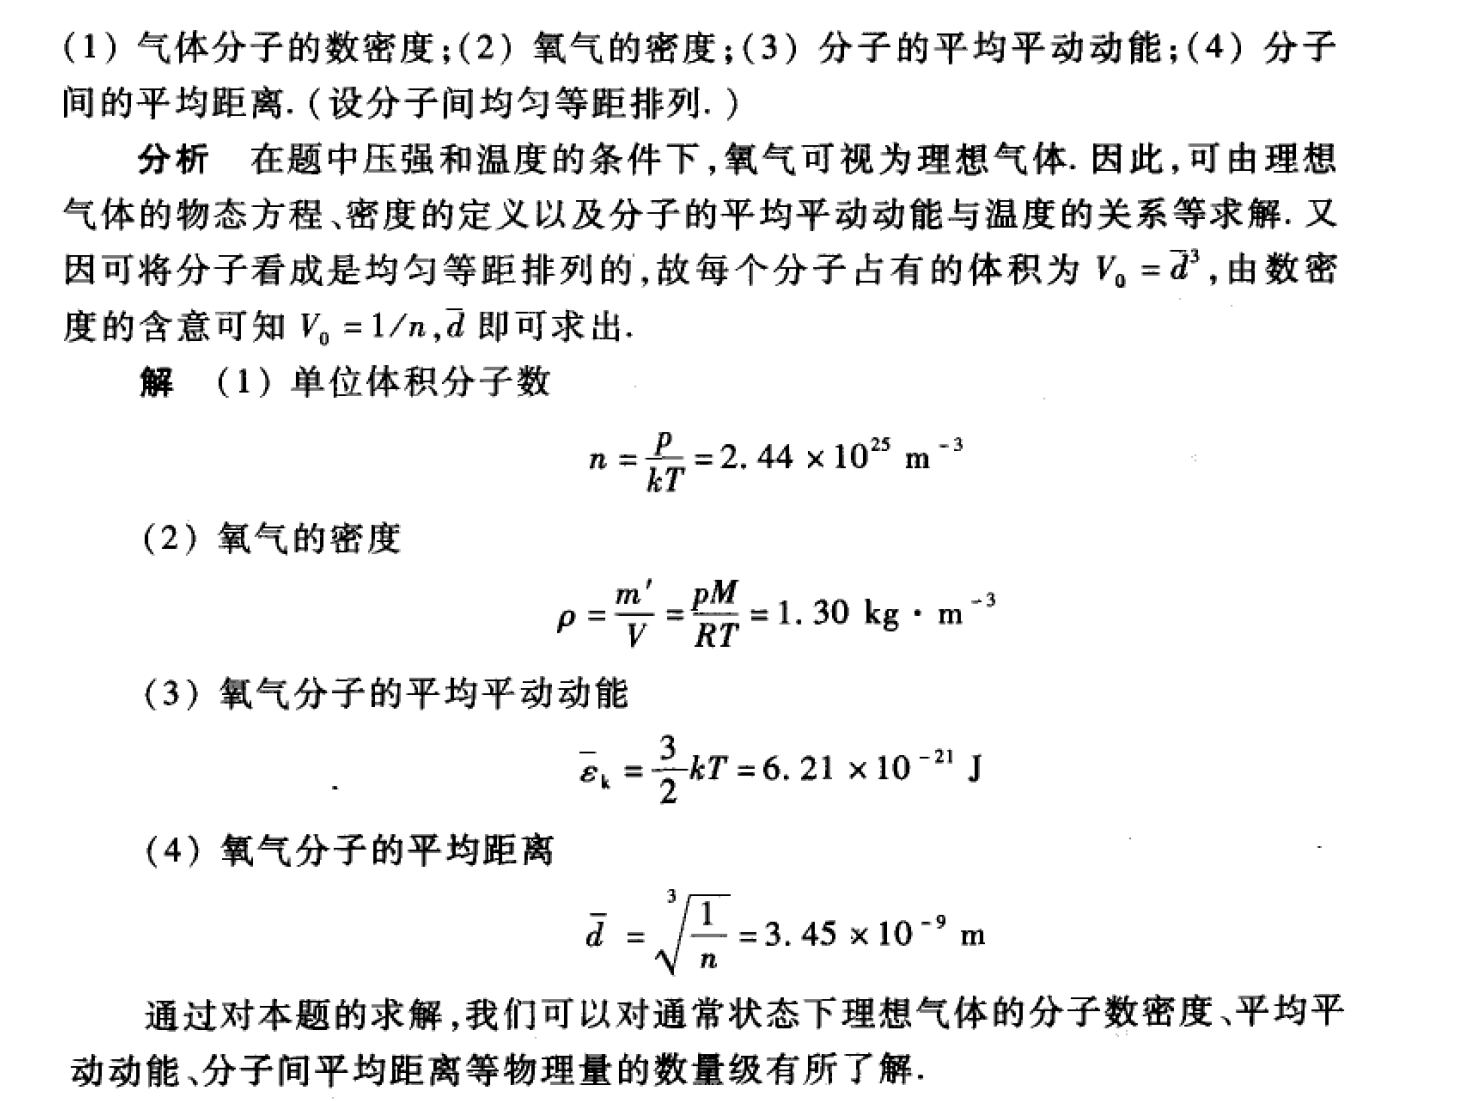 (1) 气体分子的数密度;(2) 氧气的密度;(3) 分子的平均平动动能;(4) 分子
间的平均距离.(设分子间均匀等距排列.)
分析 在题中压强和温度的条件下,氧气可视为理想气体.因此,可由理想
气体的物态方程、密度的定义以及分子的平均平动动能与温度的关系等求解.又
因可将分子看成是均匀等距排列的,故每个分子占有的体积为 V₀ = d̄³,由数密
度的含意可知 V₀ = 1/n, d̄ 即可求出.
解 (1) 单位体积分子数
n = p/kT = 2.44 × 10²⁵ m⁻³
(2) 氧气的密度
ρ = m′/V = pM/RT = 1.30 kg · m⁻³
(3) 氧气分子的平均平动动能
ε̄ₖ = 3/2 kT = 6.21 × 10⁻²¹ J
(4) 氧气分子的平均距离
d̄ = ³√(1/n) = 3.45 × 10⁻⁹ m
通过对本题的求解,我们可以对通常状态下理想气体的分子数密度、平均平
动动能、分子间平均距离等物理量的数量级有所了解.